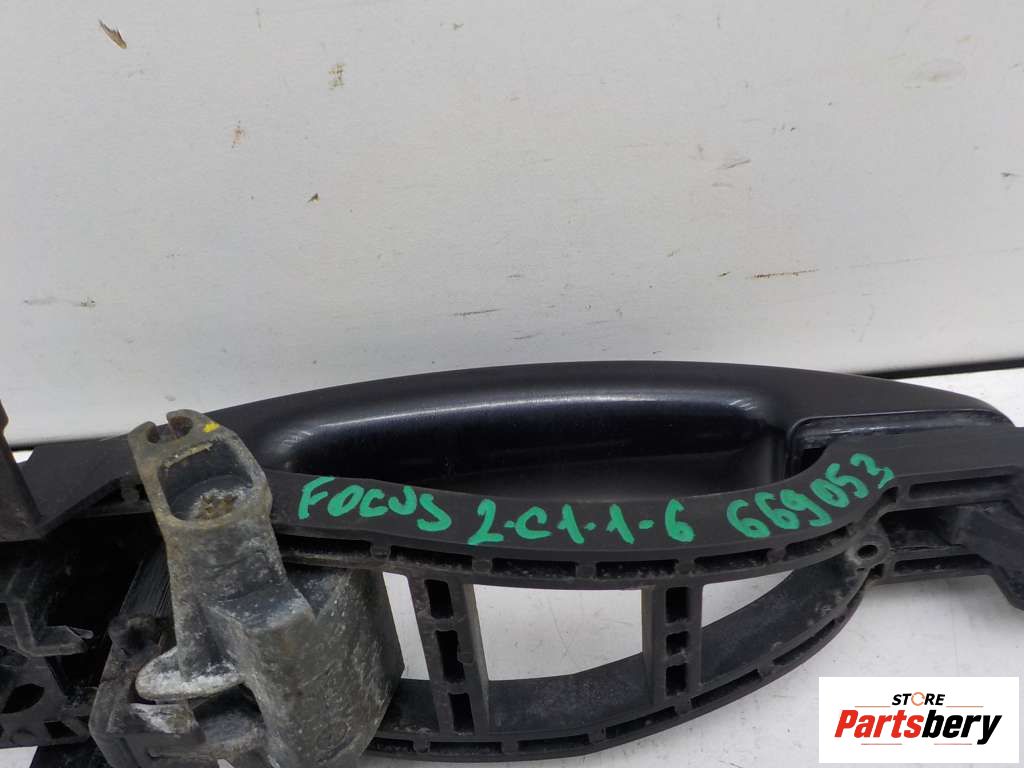 FOCUS 2-C1-1-6 669053
STORE
Partsbery